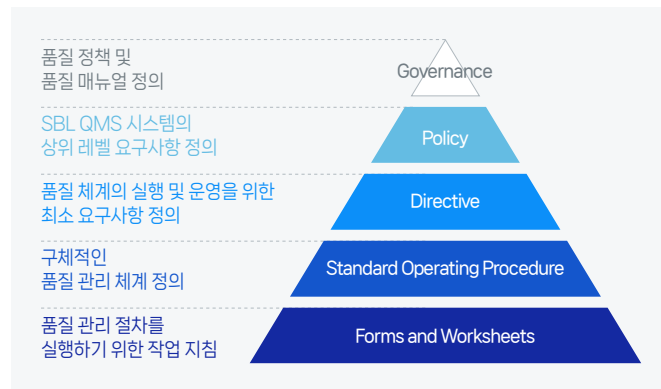 품질 정책 및
품질 매뉴얼 정의
Governance
SBL QMS 시스템의
상위 레벨 요구사항 정의
Policy
품질 체계의 실행 및 운영을 위한
최소 요구사항 정의
Directive
구체적인
품질 관리 체계 정의
Standard Operating Procedure
품질 관리 절차를
실행하기 위한 작업 지침
Forms and Worksheets